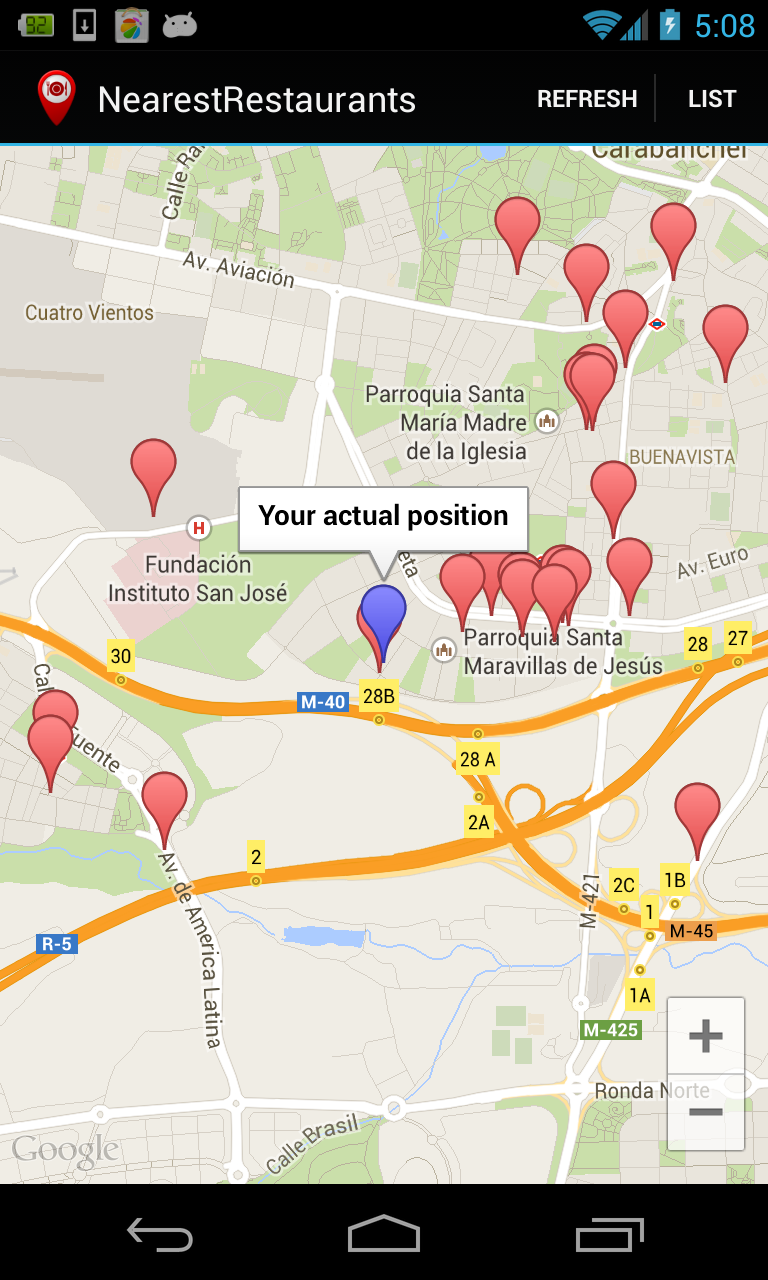 92
5:08
NearestRestaurants
REFRESH
LIST
Carabanchel
Calle Ra
Av. Aviación
Cuatro Vientos
Parroquia Santa
María Madre
de la Iglesia
BUENAVISTA
H
Your actual position
Fundación
Instituto San José
eta
Av. Euro
Parroquia Santa
Maravillas de Jesús
30
28
27
M-40
28B
Cal
Fuente
28 A
2A
2
2C
1B
1
M-421
M-45
Av. de America Latina
R-5
1A
M-425
Ronda Norte
Calle Brasil
Google